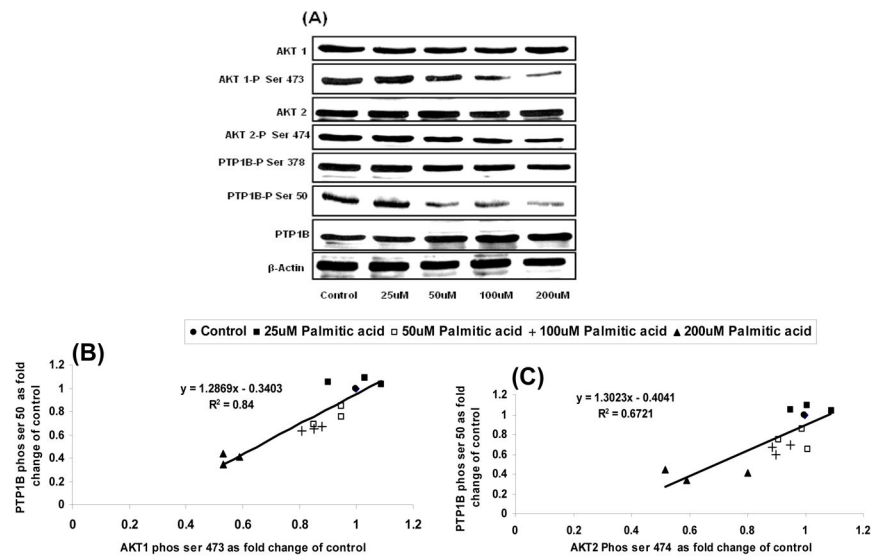 (A)
AKT 1
AKT 1-P Ser 473
AKT 2
AKT 2-P Ser 474
PTP1B-P Ser 378
PTP1B-P Ser 50
PTP1B
β-Actin
Control 25uM 50uM 100uM 200uM
● Control ■ 25uM Palmitic acid □ 50uM Palmitic acid + 100uM Palmitic acid ▲ 200uM Palmitic acid
(B)
PTP1B phos ser 50 as fold
change of control
1.2
1
0.8
0.6
0.4
0.2
0
y = 1.2869x - 0.3403
R² = 0.84
0 0.2 0.4 0.6 0.8 1 1.2
AKT1 phos ser 473 as fold change of control
(C)
PTP1B phos ser 50 as fold
change of control
1.2
1
0.8
0.6
0.4
0.2
0
y = 1.3023x - 0.4041
R² = 0.6721
0 0.2 0.4 0.6 0.8 1 1.2
AKT2 Phos ser 474 as fold change of control